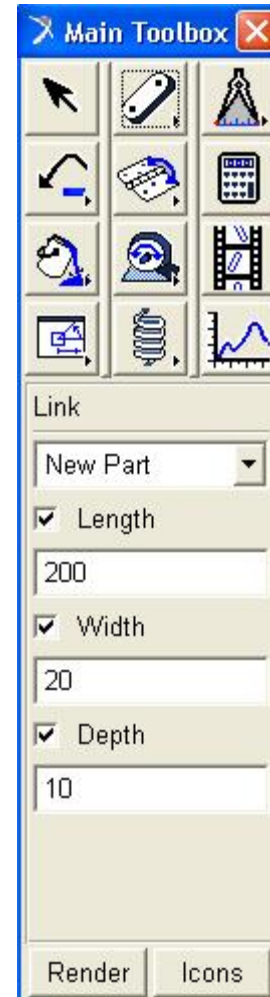 Main Toolbox
Link
New Part
Length
200
Width
20
Depth
10
Render Icons